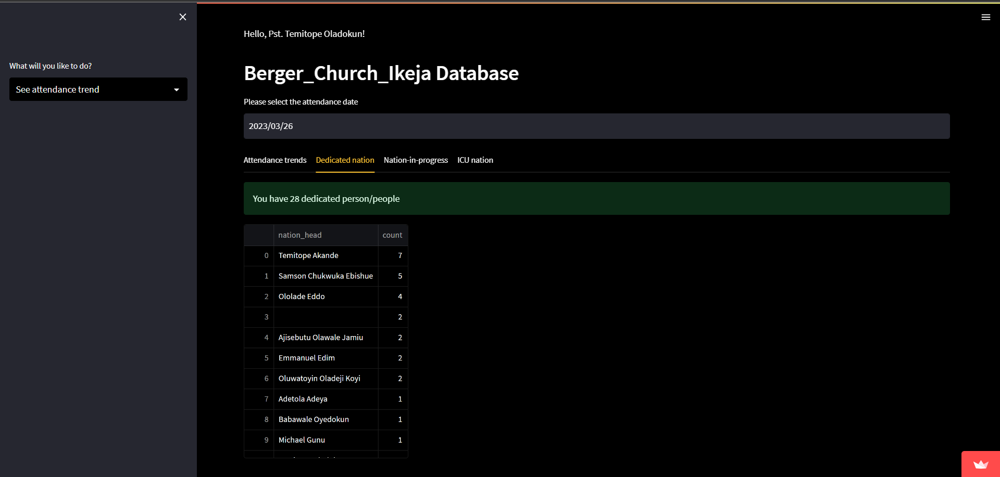 Hello, Pst. Temitope Oladokun!
What will you like to do?
See attendance trend
Berger_Church_Ikeja Database
Please select the attendance date
2023/03/26
Attendance trends Dedicated nation Nation-in-progress ICU nation
You have 28 dedicated person/people
nation_head count
0 Temitope Akande 7
1 Samson Chukwuka Ebishue 5
2 Ololade Eddo 4
3 2
4 Ajisebutu Olawale Jamiu 2
5 Emmanuel Edim 2
6 Oluwatoyin Oladeji Koyi 2
7 Adetola Adeya 1
8 Babawale Oyedokun 1
9 Michael Gunu 1